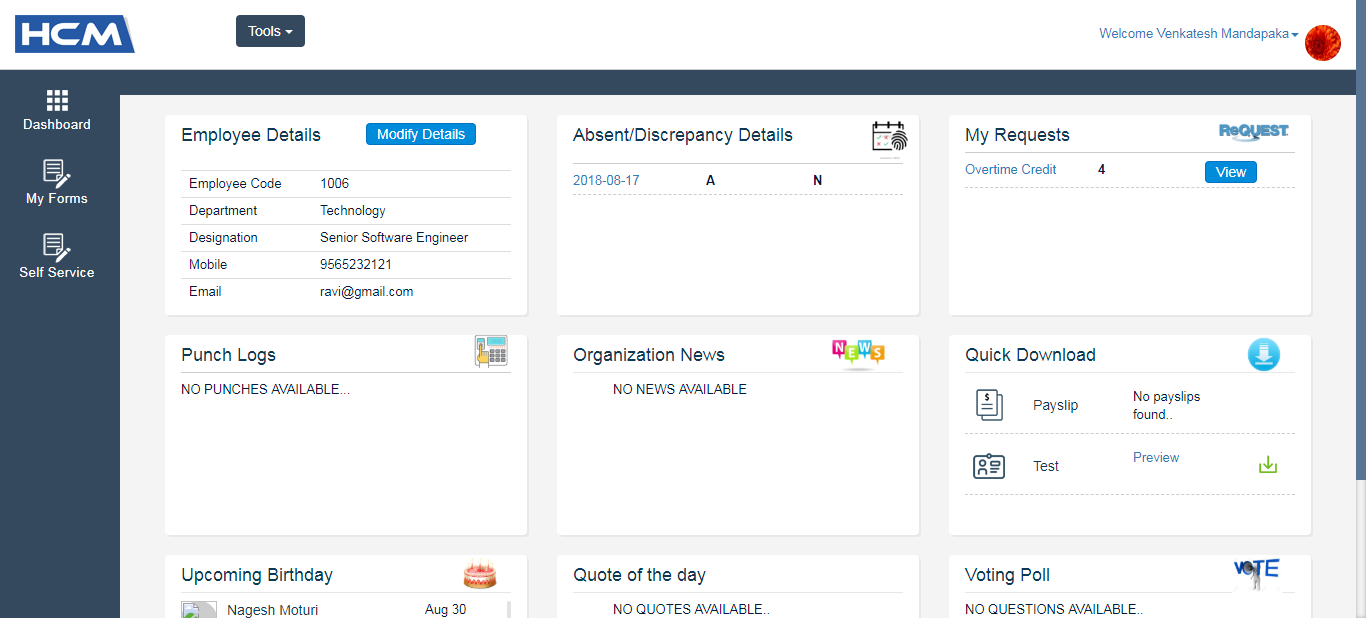 HCM
Tools
Welcome Venkatesh Mandapaka
Dashboard
My Forms
Self Service
Employee Details Modify Details
Employee Code 1006
Department Technology
Designation Senior Software Engineer
Mobile 9565232121
Email ravi@gmail.com
Absent/Discrepancy Details
2018-08-17 A N
My Requests ReQUEST
Overtime Credit 4 View
Punch Logs
NO PUNCHES AVAILABLE...
Organization News NEWS
NO NEWS AVAILABLE
Quick Download
Payslip No payslips
found..
Test Preview
Upcoming Birthday
Nagesh Moturi Aug 30
Quote of the day
NO QUOTES AVAILABLE..
Voting Poll VOTE
NO QUESTIONS AVAILABLE..